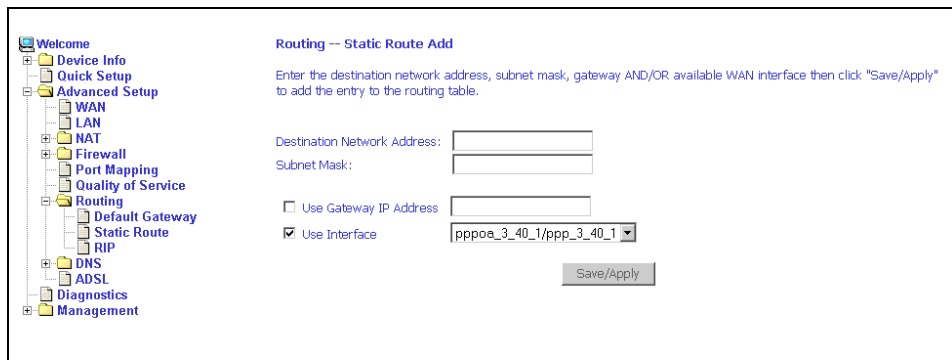 Welcome
Device Info
Quick Setup
Advanced Setup
WAN
LAN
NAT
Firewall
Port Mapping
Quality of Service
Routing
Default Gateway
Static Route
RIP
DNS
ADSL
Diagnostics
Management
Routing -- Static Route Add
Enter the destination network address, subnet mask, gateway AND/OR available WAN interface then click "Save/Apply"
to add the entry to the routing table.
Destination Network Address:
Subnet Mask:
Use Gateway IP Address
Use Interface pppoa_3_40_1/ppp_3_40_1
Save/Apply